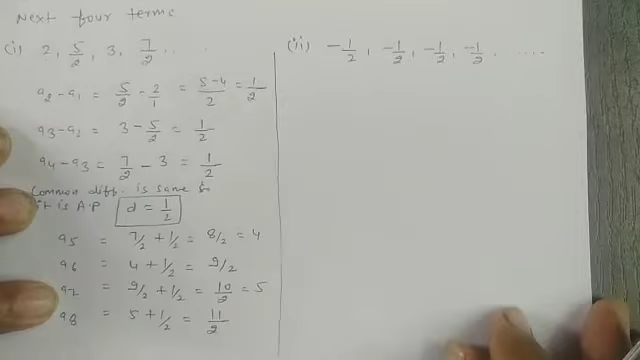 Next four terms
(i) 2, 5/2, 3, 7/2 . . .
a2 - a1 = 5/2 - 2/1 = 5-4/2 = 1/2
a3 - a2 = 3 - 5/2 = 1/2
a4 - a3 = 7/2 - 3 = 1/2
Common diff. is same so
it is A.P d = 1/2
a5 = 7/2 + 1/2 = 8/2 = 4
a6 = 4 + 1/2 = 9/2
a7 = 9/2 + 1/2 = 10/2 = 5
a8 = 5 + 1/2 = 11/2
(ii) -1/2, -1/2, -1/2, -1/2, . . . . .